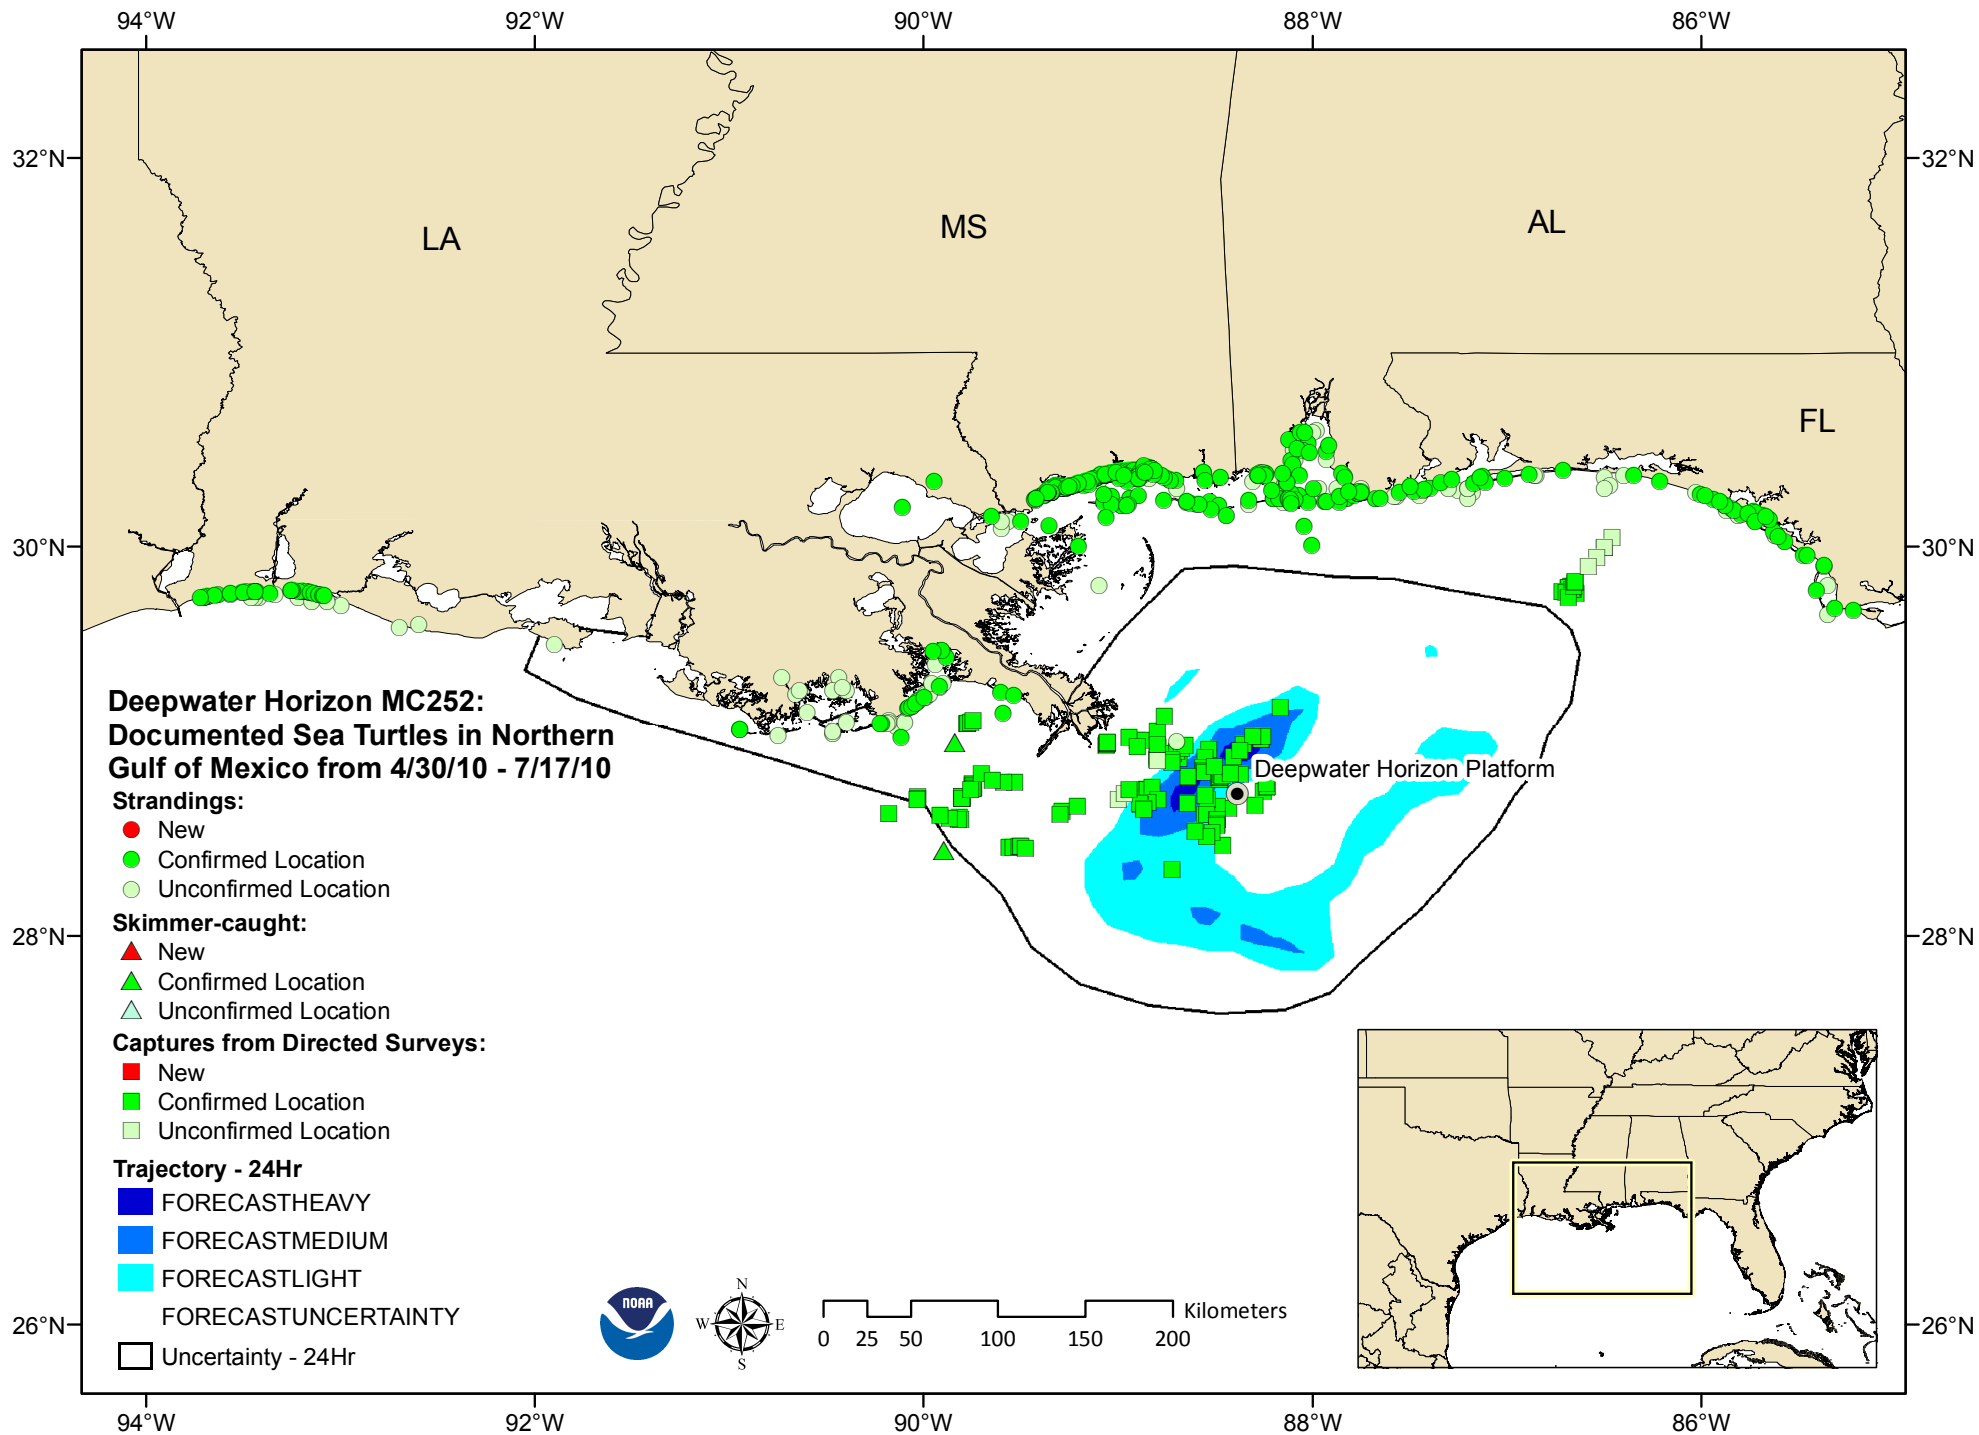 94°W 92°W 90°W 88°W 86°W
32°N 32°N
LA MS AL
FL
30°N 30°N
Deepwater Horizon MC252:
Documented Sea Turtles in Northern
Gulf of Mexico from 4/30/10 - 7/17/10
Deepwater Horizon Platform
Strandings:
New
Confirmed Location
Unconfirmed Location
Skimmer-caught:
28°N 28°N
New
Confirmed Location
Unconfirmed Location
Captures from Directed Surveys:
New
Confirmed Location
Unconfirmed Location
Trajectory - 24Hr
FORECASTHEAVY
FORECASTMEDIUM
FORECASTLIGHT
FORECASTUNCERTAINTY
Uncertainty - 24Hr
NOAA
N
W E
S
Kilometers
0 25 50 100 150 200
26°N 26°N
94°W 92°W 90°W 88°W 86°W